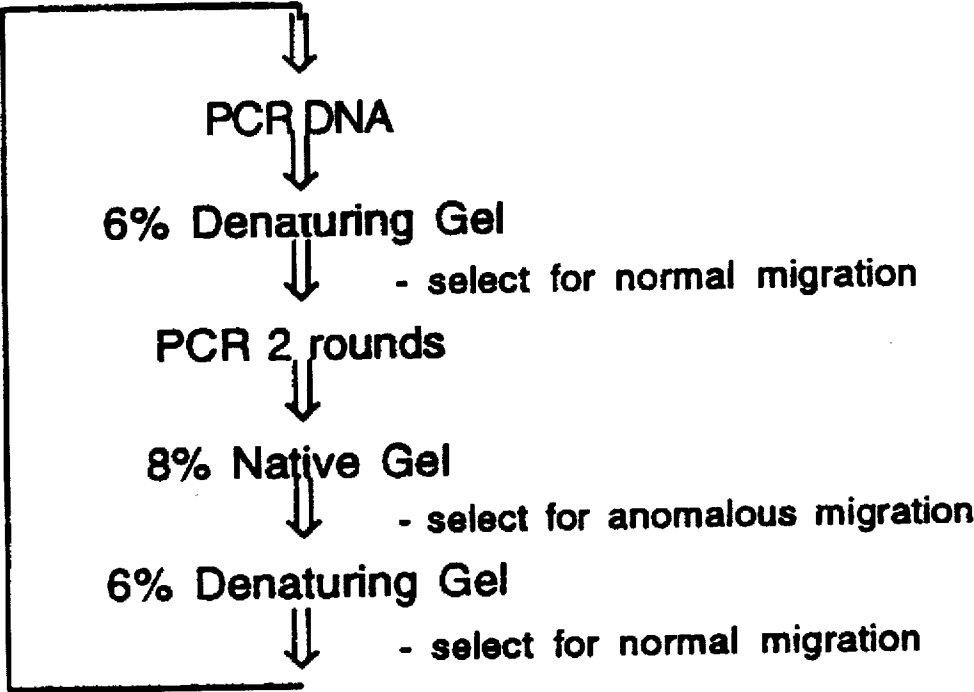 PCR DNA
6% Denaturing Gel
- select for normal migration
PCR 2 rounds
8% Native Gel
- select for anomalous migration
6% Denaturing Gel
- select for normal migration